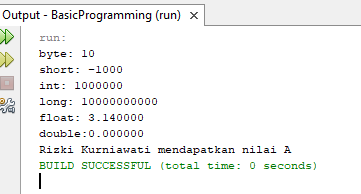 Output - BasicProgramming (run) ×
run:
byte: 10
short: -1000
int: 1000000
long: 10000000000
float: 3.140000
double:0.000000
Rizki Kurniawati mendapatkan nilai A
BUILD SUCCESSFUL (total time: 0 seconds)